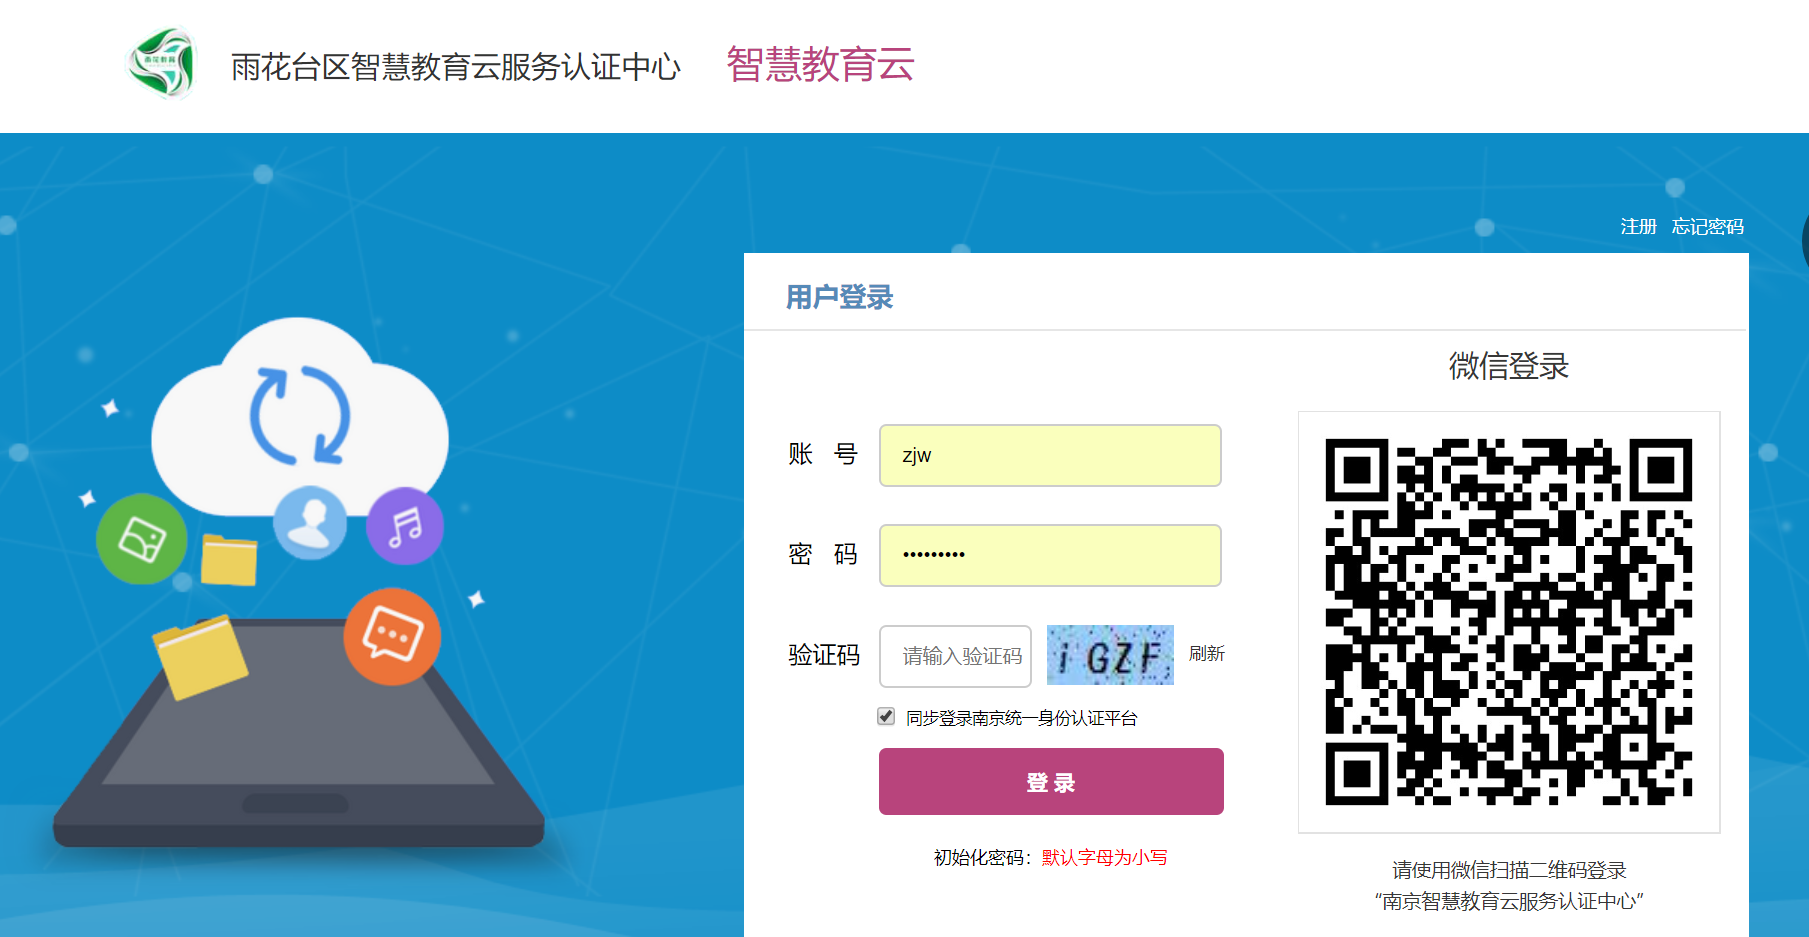 雨花台区智慧教育云服务认证中心 智慧教育云
注册 忘记密码
用户登录
微信登录
账 号 zjw
密 码 •••••••••
验证码 请输入验证码 iGZF 刷新
同步登录南京统一身份认证平台
登 录
初始化密码：默认字母为小写
请使用微信扫描二维码登录
“南京智慧教育云服务认证中心”